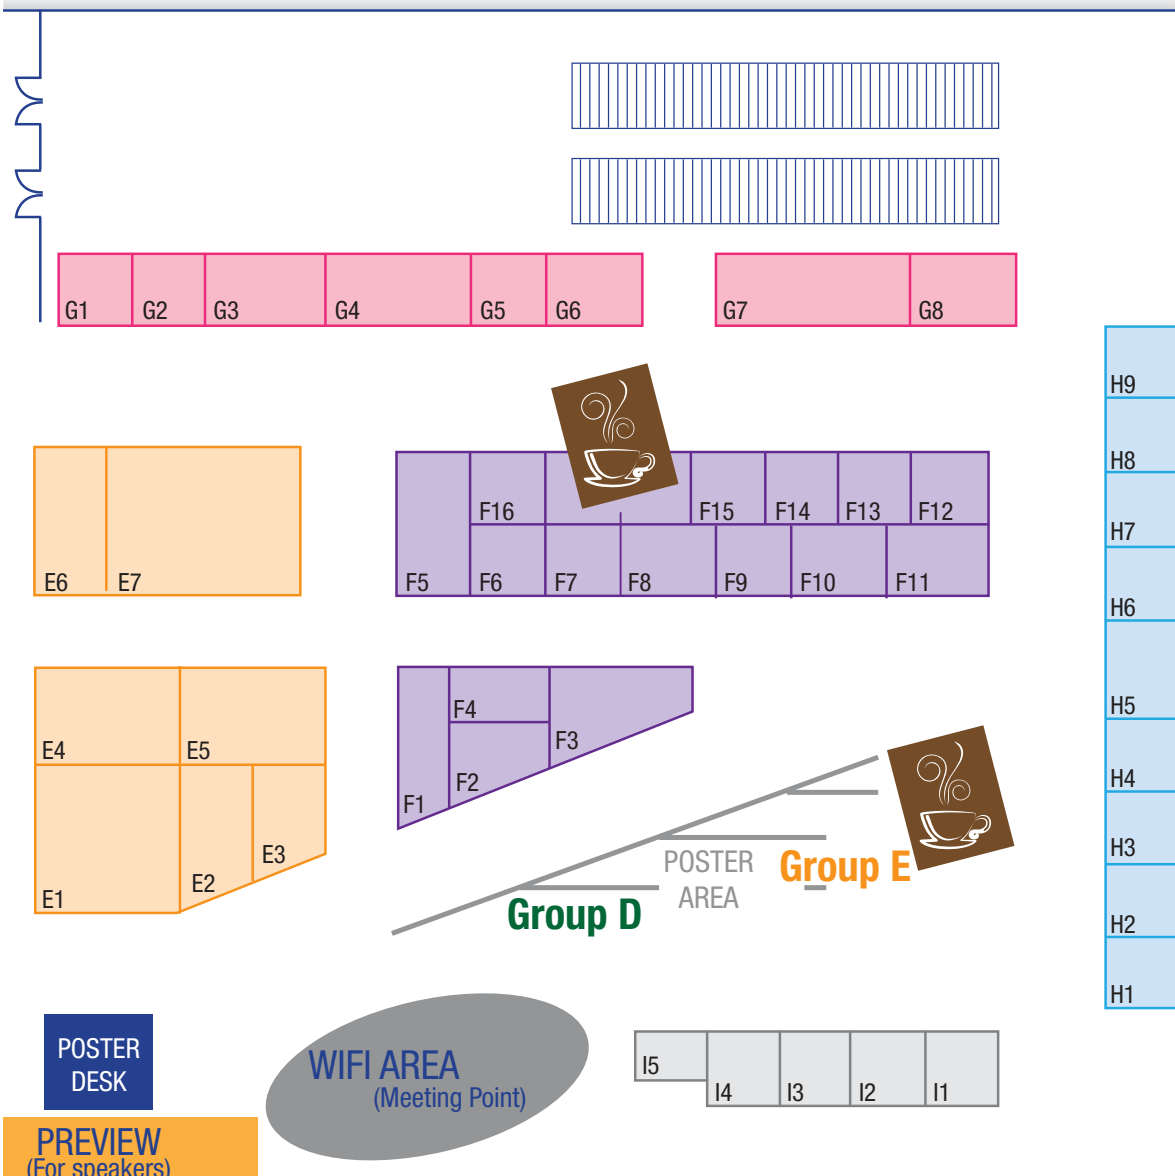 G1
G2
G3
G4
G5
G6
G7
G8
H9
H8
H7
H6
H5
H4
H3
H2
H1
F16
F15
F14
F13
F12
E6
E7
F5
F6
F7
F8
F9
F10
F11
E4
E5
E1
E2
E3
F4
F3
F2
F1
POSTER
AREA
Group E
Group D
POSTER
DESK
WIFI AREA
(Meeting Point)
I5
I4
I3
I2
I1
PREVIEW
(For speakers)